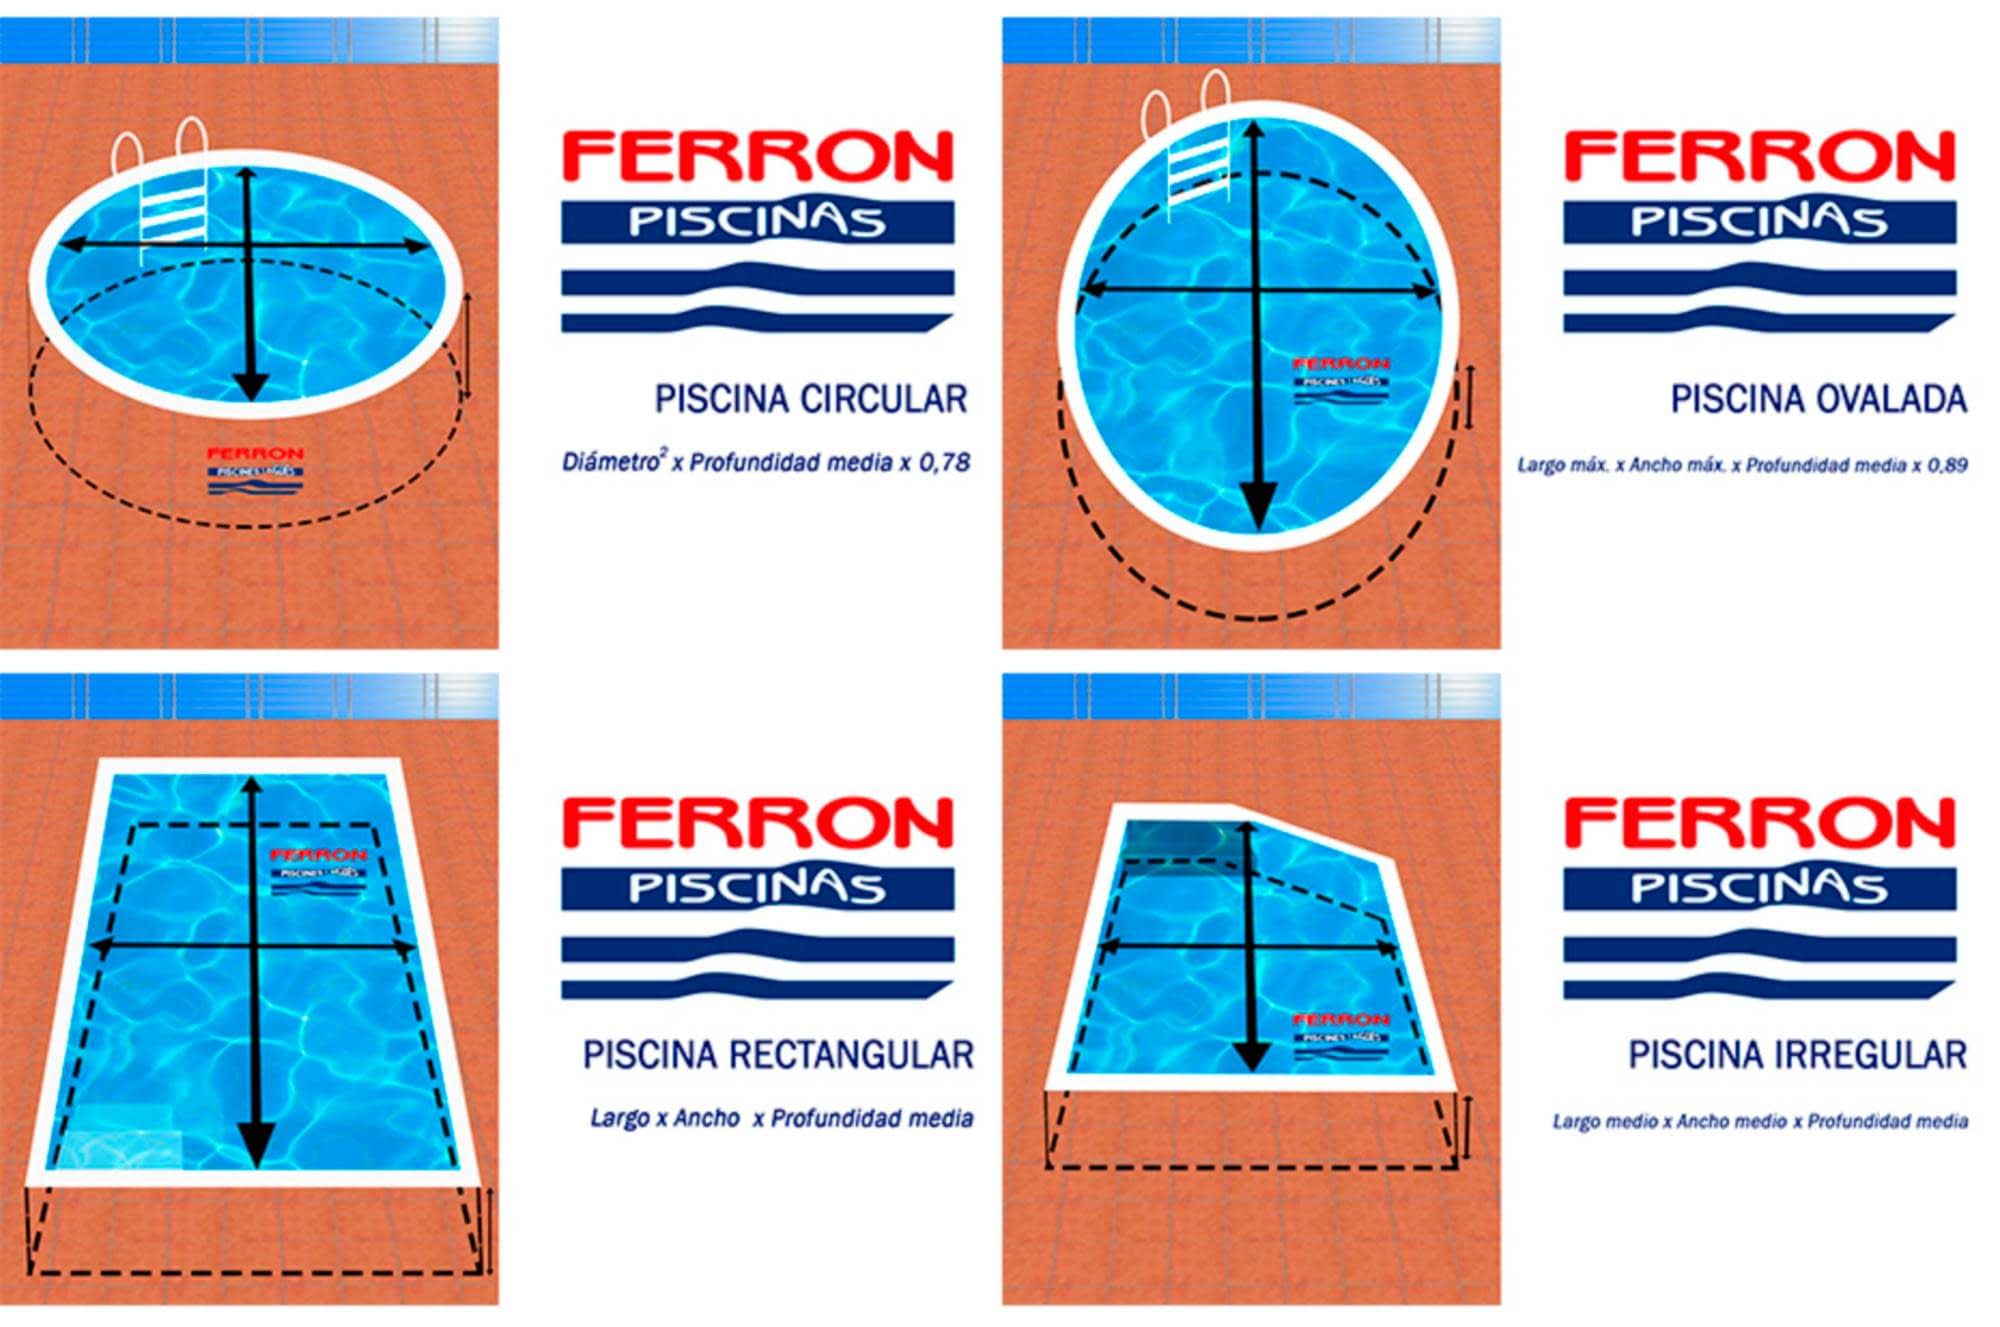 FERRON
PISCINAS
PISCINA CIRCULAR
Diámetro² x Profundidad media x 0,78
FERRON
FERRON
PISCINAS
PISCINA OVALADA
Largo máx. x Ancho máx. x Profundidad media x 0,89
FERRON
FERRON
PISCINAS
PISCINA RECTANGULAR
Largo x Ancho x Profundidad media
FERRON
FERRON
PISCINAS
PISCINA IRREGULAR
Largo medio x Ancho medio x Profundidad media
FERRON